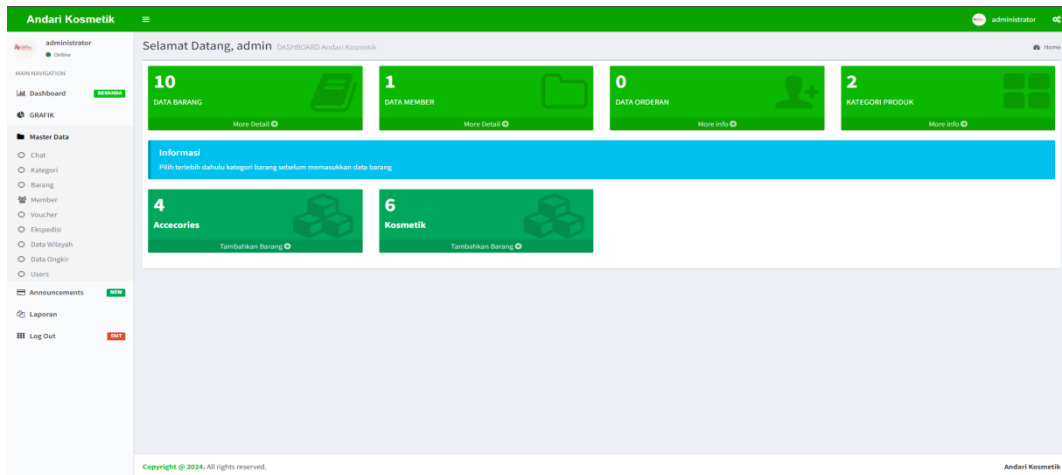 Andari Kosmetik
administrator
administrator
Online
Selamat Datang, admin DASHBOARD Andari Kosmetik
Home
MAIN NAVIGATION
Dashboard BERANDA
GRAFIK
Master Data
Chat
Kategori
Barang
Member
Voucher
Ekspedisi
Data Wilayah
Data Ongkir
Users
Announcements NEW
Laporan
Log Out OUT
10
DATA BARANG
More Detail
1
DATA MEMBER
More Detail
0
DATA ORDERAN
More info
2
KATEGORI PRODUK
More info
Informasi
Pilih terlebih dahulu kategori barang sebelum memasukkan data barang
4
Accecories
Tambahkan Barang
6
Kosmetik
Tambahkan Barang
Copyright @ 2024. All rights reserved.
Andari Kosmetik